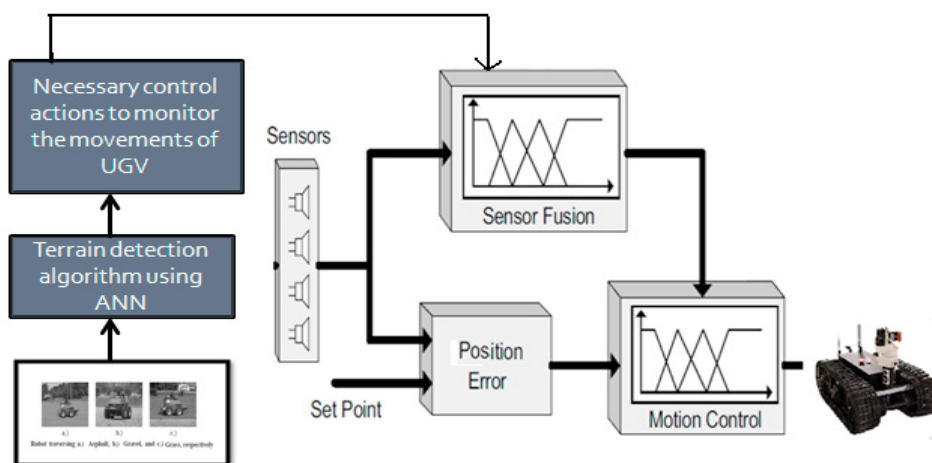 Necessary control
actions to monitor
the movements of
UGV
Terrain detection
algorithm using
ANN
a.)
b.)
c.)
Robot traversing a.) Asphalt, b.) Gravel, and c.) Grass, respectively
Sensors
Sensor Fusion
Position
Error
Set Point
Motion Control